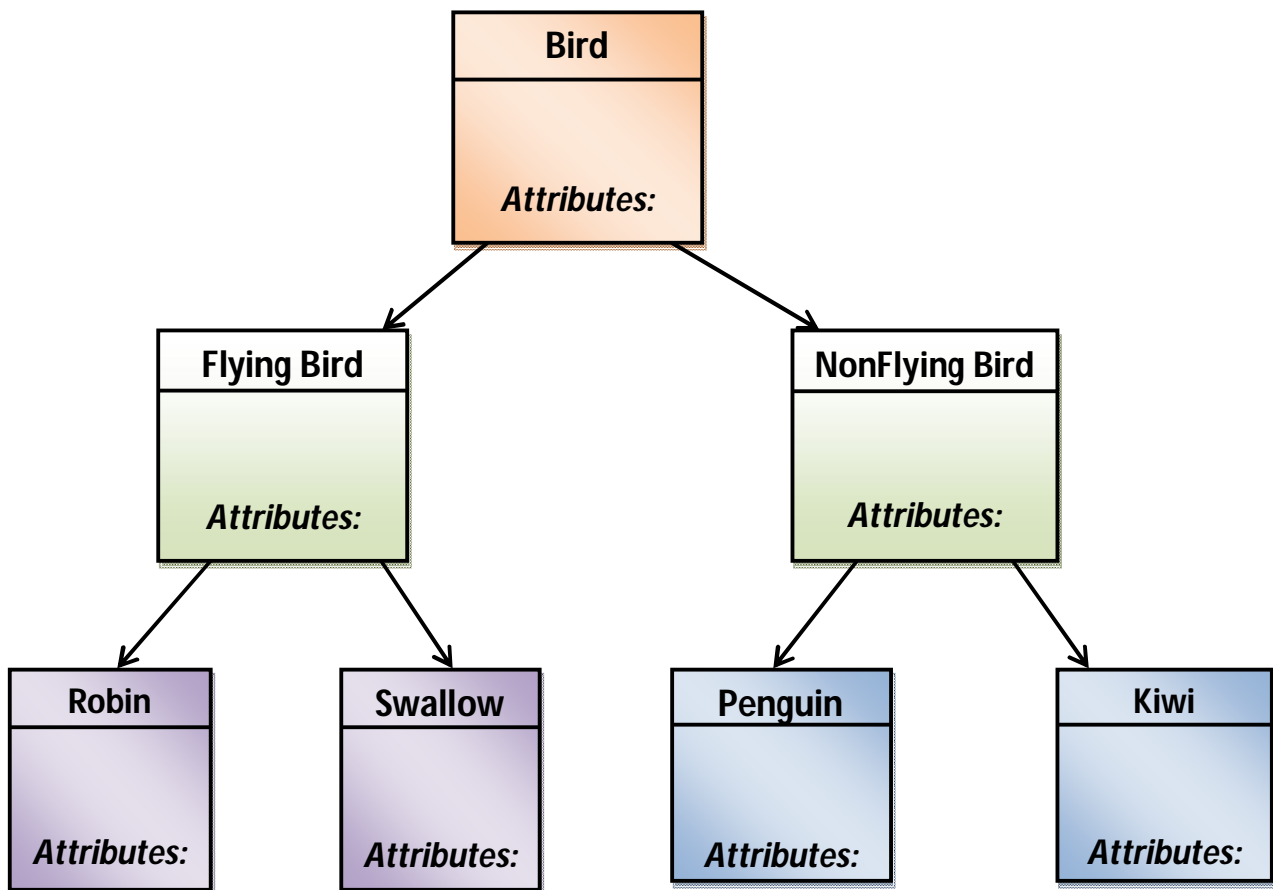 Bird
Attributes:
Flying Bird
Attributes:
NonFlying Bird
Attributes:
Robin
Attributes:
Swallow
Attributes:
Penguin
Attributes:
Kiwi
Attributes: